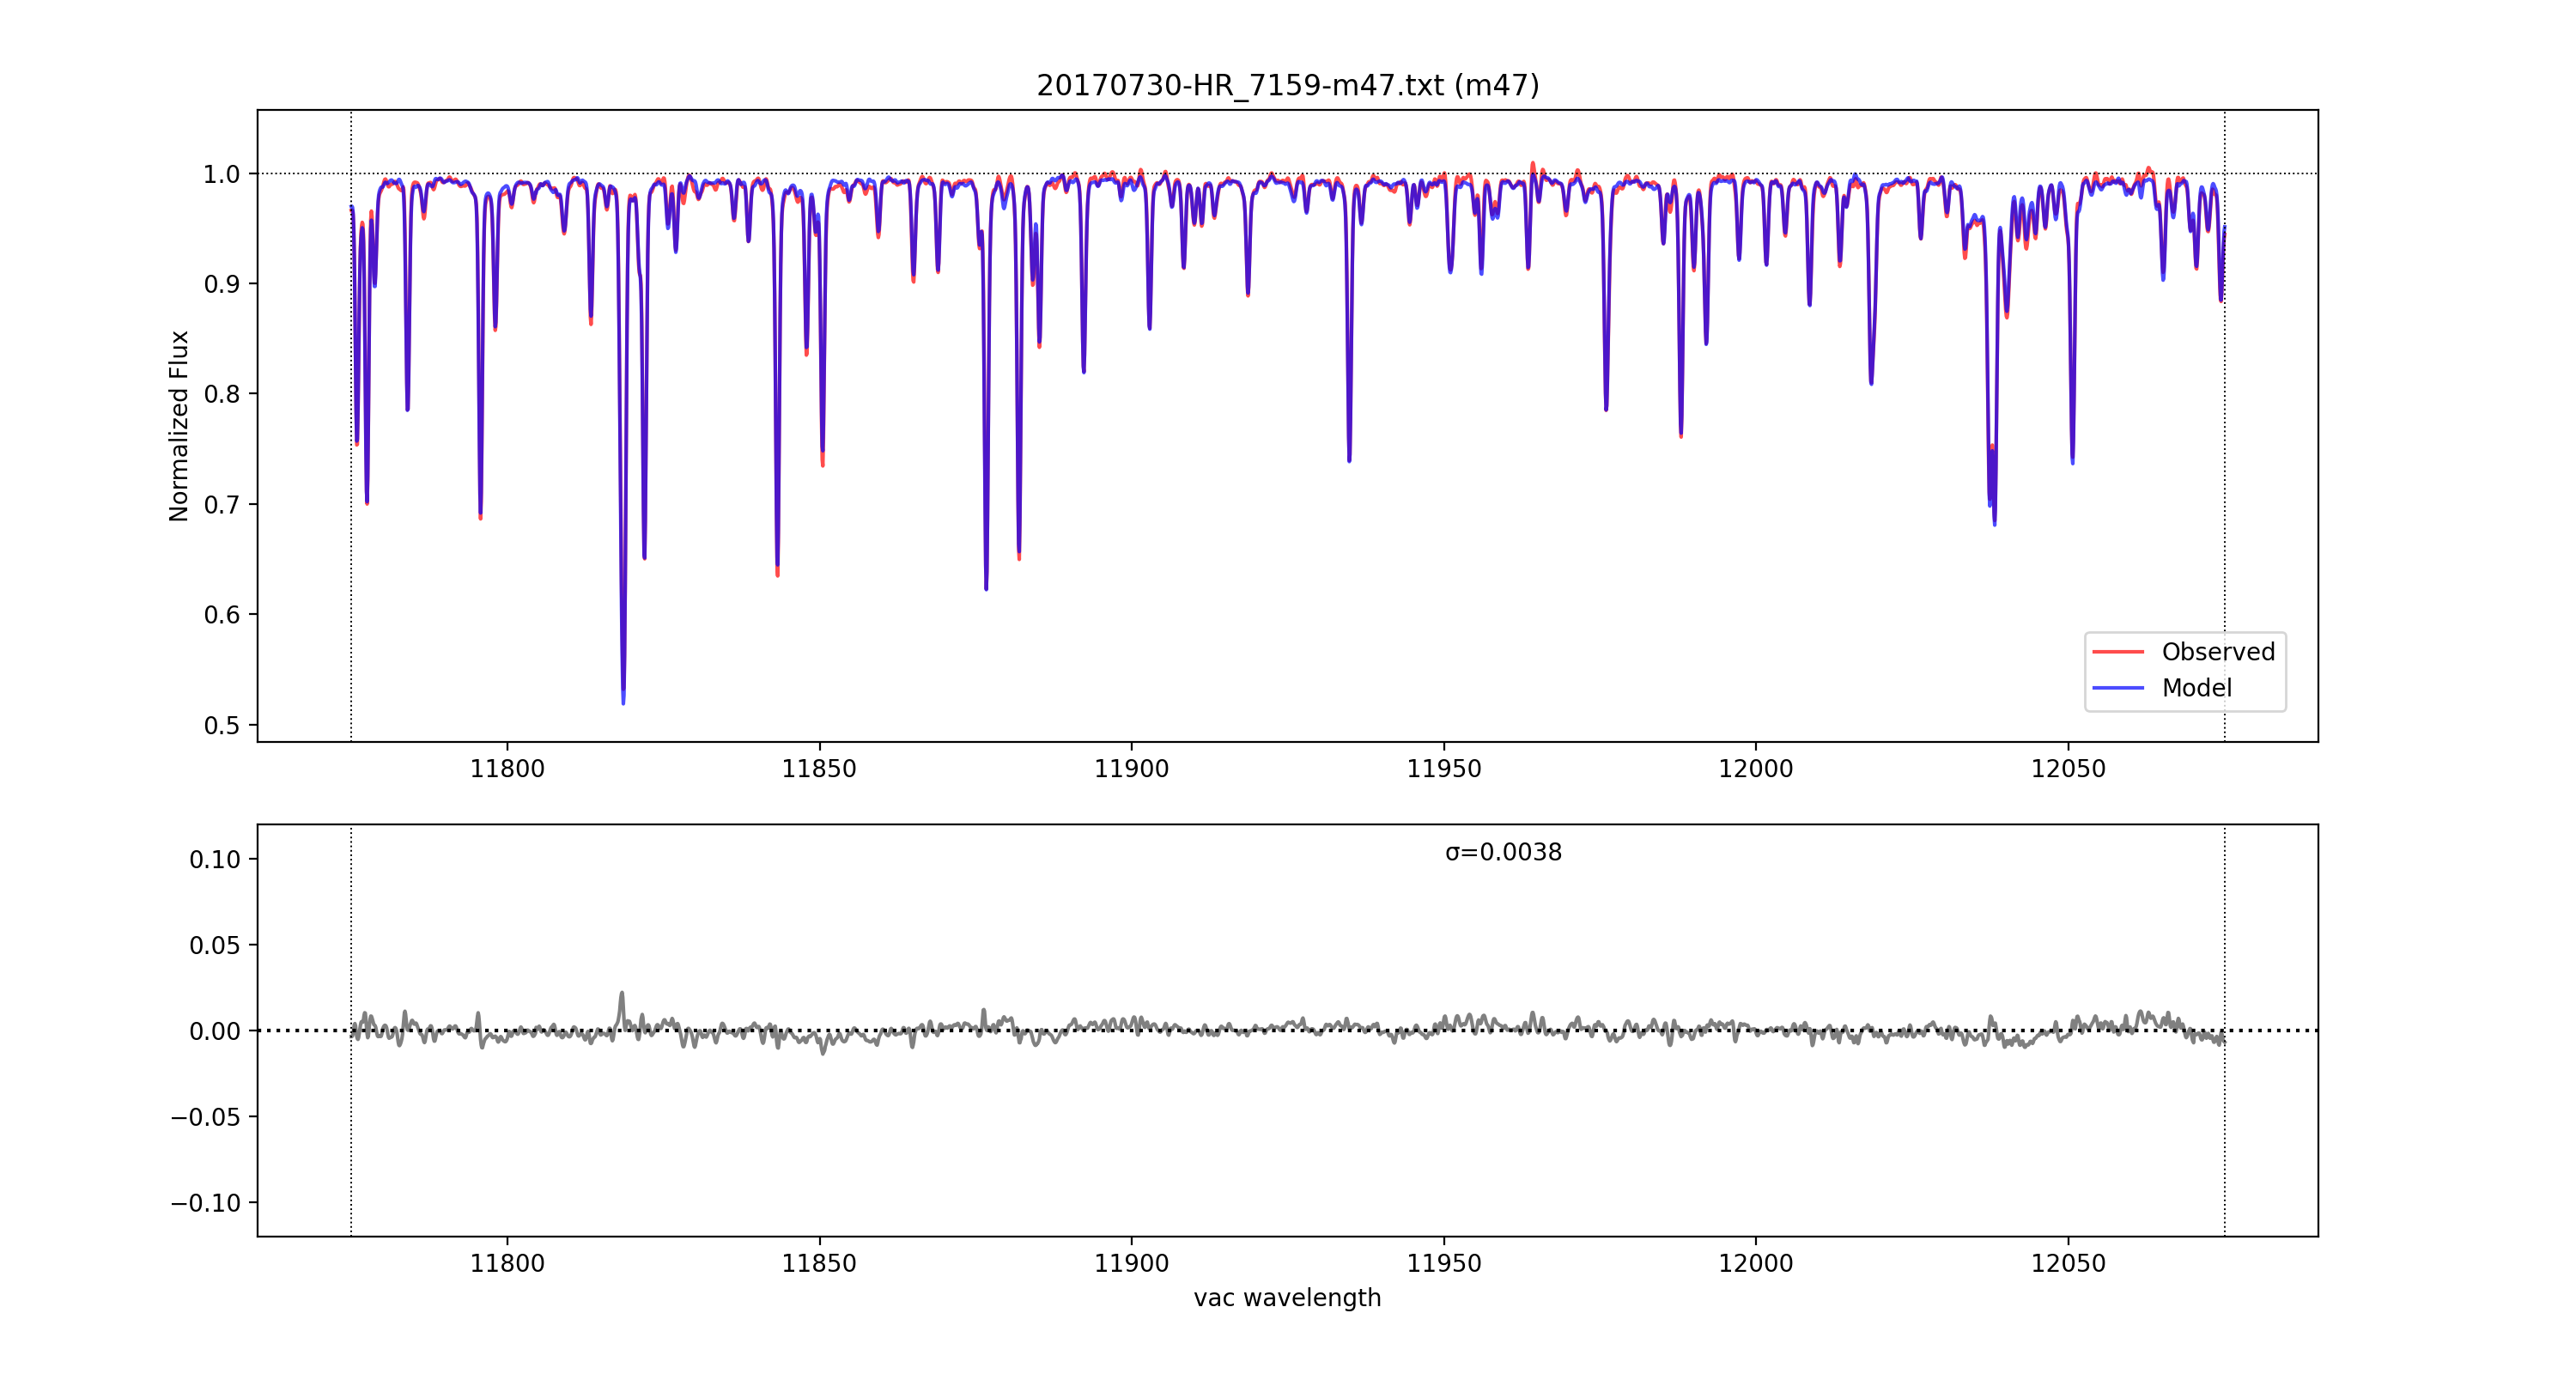 20170730-HR_7159-m47.txt (m47)
Normalized Flux
1.0
0.9
0.8
0.7
0.6
0.5
Observed
Model
11800 11850 11900 11950 12000 12050
σ=0.0038
0.10
0.05
0.00
−0.05
−0.10
11800 11850 11900 11950 12000 12050
vac wavelength